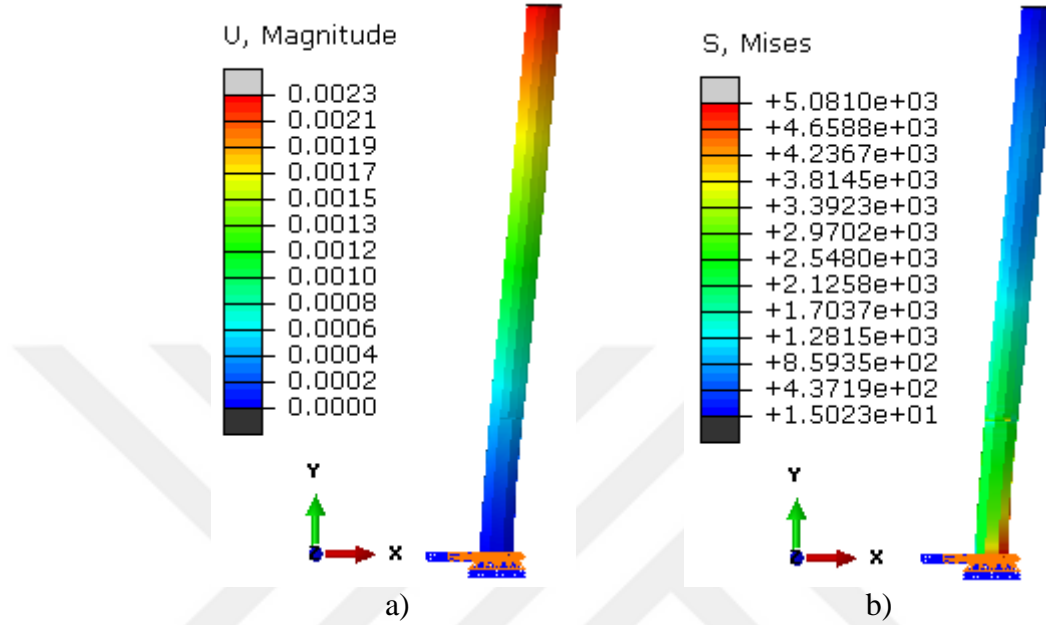 U, Magnitude
0.0023
0.0021
0.0019
0.0017
0.0015
0.0013
0.0012
0.0010
0.0008
0.0006
0.0004
0.0002
0.0000
Y
X
a)
S, Mises
+5.0810e+03
+4.6588e+03
+4.2367e+03
+3.8145e+03
+3.3923e+03
+2.9702e+03
+2.5480e+03
+2.1258e+03
+1.7037e+03
+1.2815e+03
+8.5935e+02
+4.3719e+02
+1.5023e+01
Y
X
b)